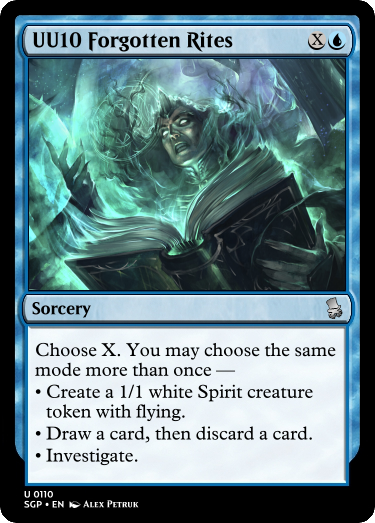 UU10 Forgotten Rites X
Sorcery
Choose X. You may choose the same
mode more than once —
• Create a 1/1 white Spirit creature
token with flying.
• Draw a card, then discard a card.
• Investigate.
U 0110
SGP • EN Alex Petruk